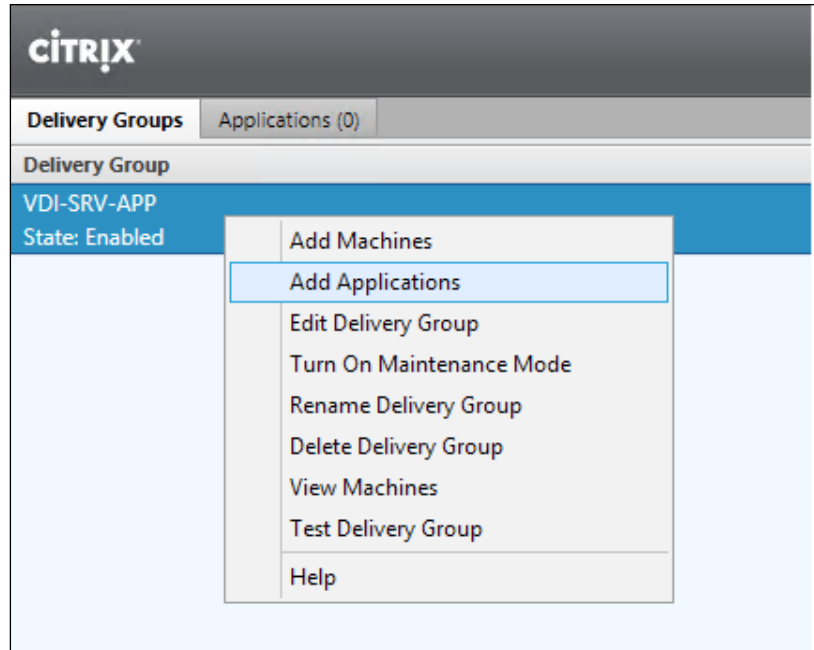 CITRIX
Delivery Groups Applications (0)
Delivery Group
VDI-SRV-APP
State: Enabled
Add Machines
Add Applications
Edit Delivery Group
Turn On Maintenance Mode
Rename Delivery Group
Delete Delivery Group
View Machines
Test Delivery Group
Help